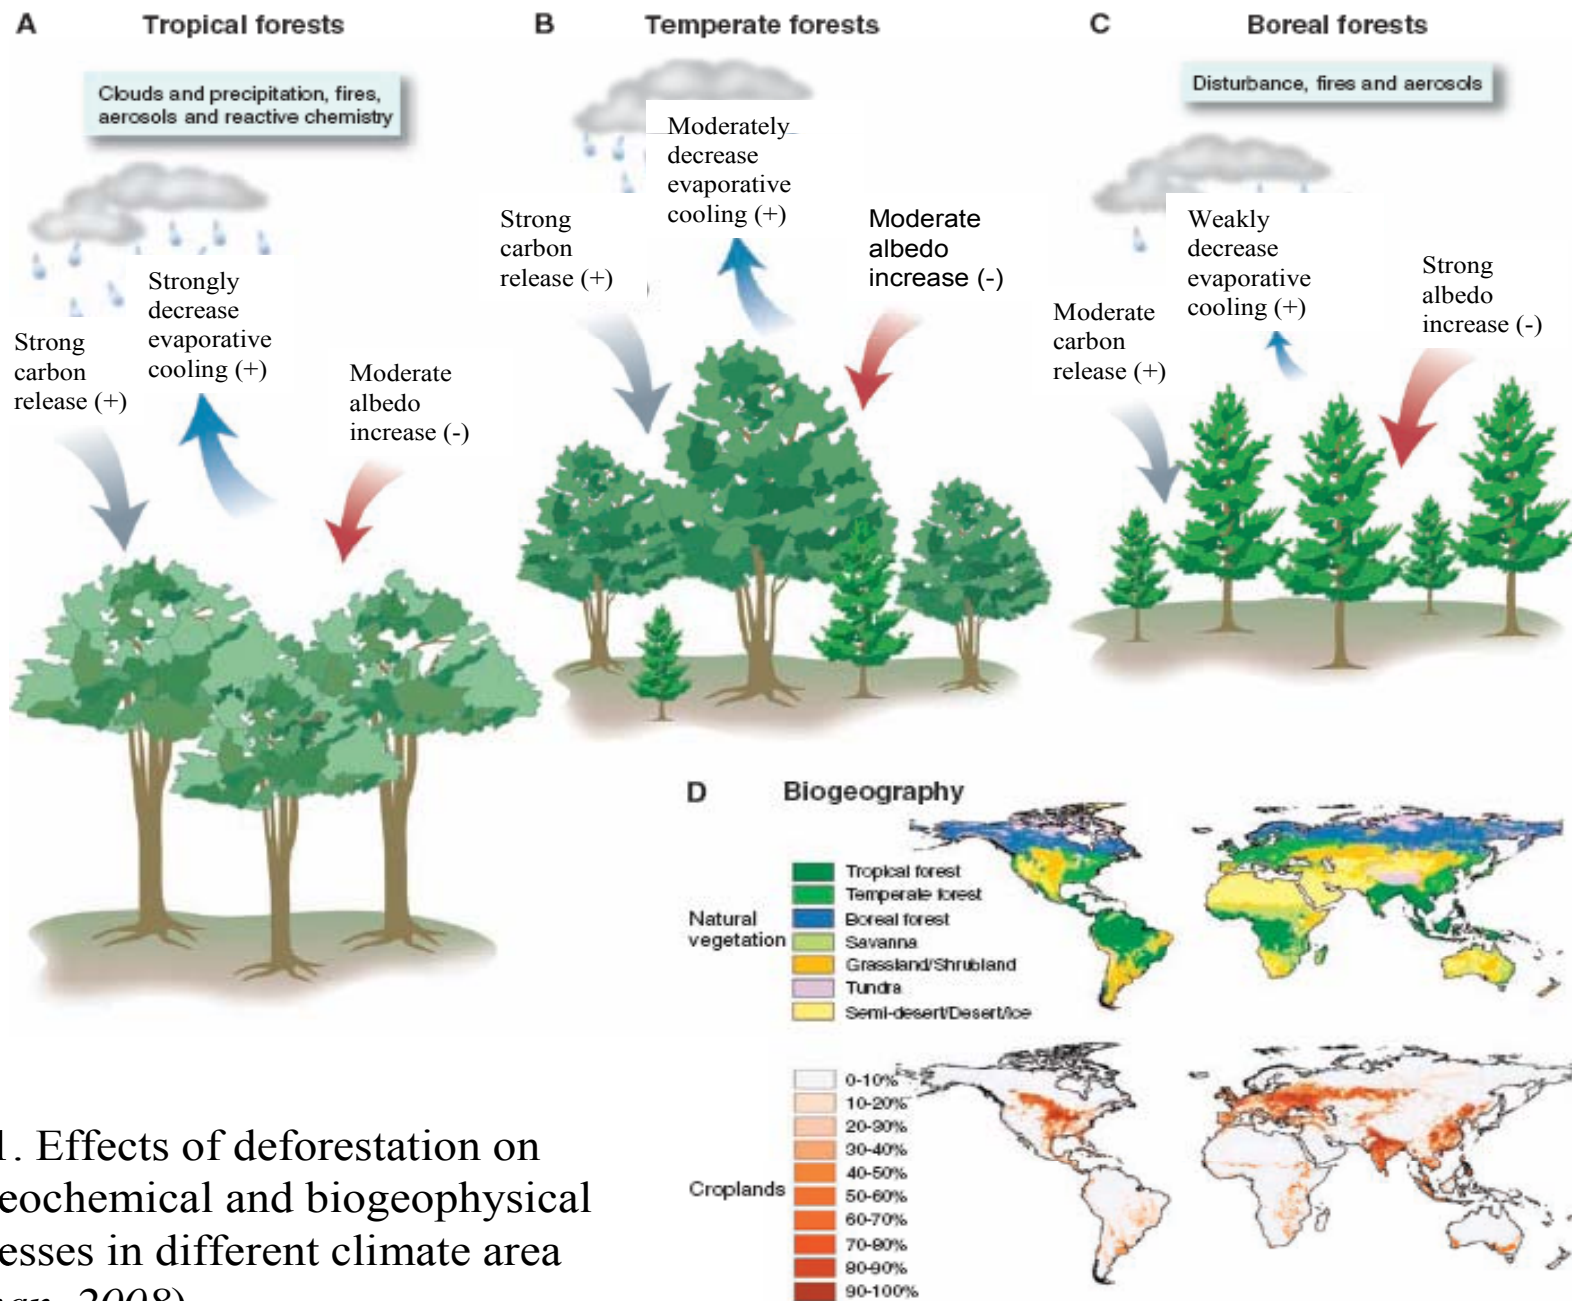 A Tropical forests
Clouds and precipitation, fires,
aerosols and reactive chemistry
Strong
carbon
release (+)
Strongly
decrease
evaporative
cooling (+)
Moderate
albedo
increase (-)
B Temperate forests
Strong
carbon
release (+)
Moderately
decrease
evaporative
cooling (+)
Moderate
albedo
increase (-)
C Boreal forests
Disturbance, fires and aerosols
Moderate
carbon
release (+)
Weakly
decrease
evaporative
cooling (+)
Strong
albedo
increase (-)
D Biogeography
Natural
vegetation
Tropical forest
Temperate forest
Boreal forest
Savanna
Grassland/Shrubland
Tundra
Semi-desert/Desert/Ice
Croplands
0-10%
10-20%
20-30%
30-40%
40-50%
50-60%
60-70%
70-80%
80-90%
90-100%
1. Effects of deforestation on
eochemical and biogeophysical
esses in different climate area
2008)